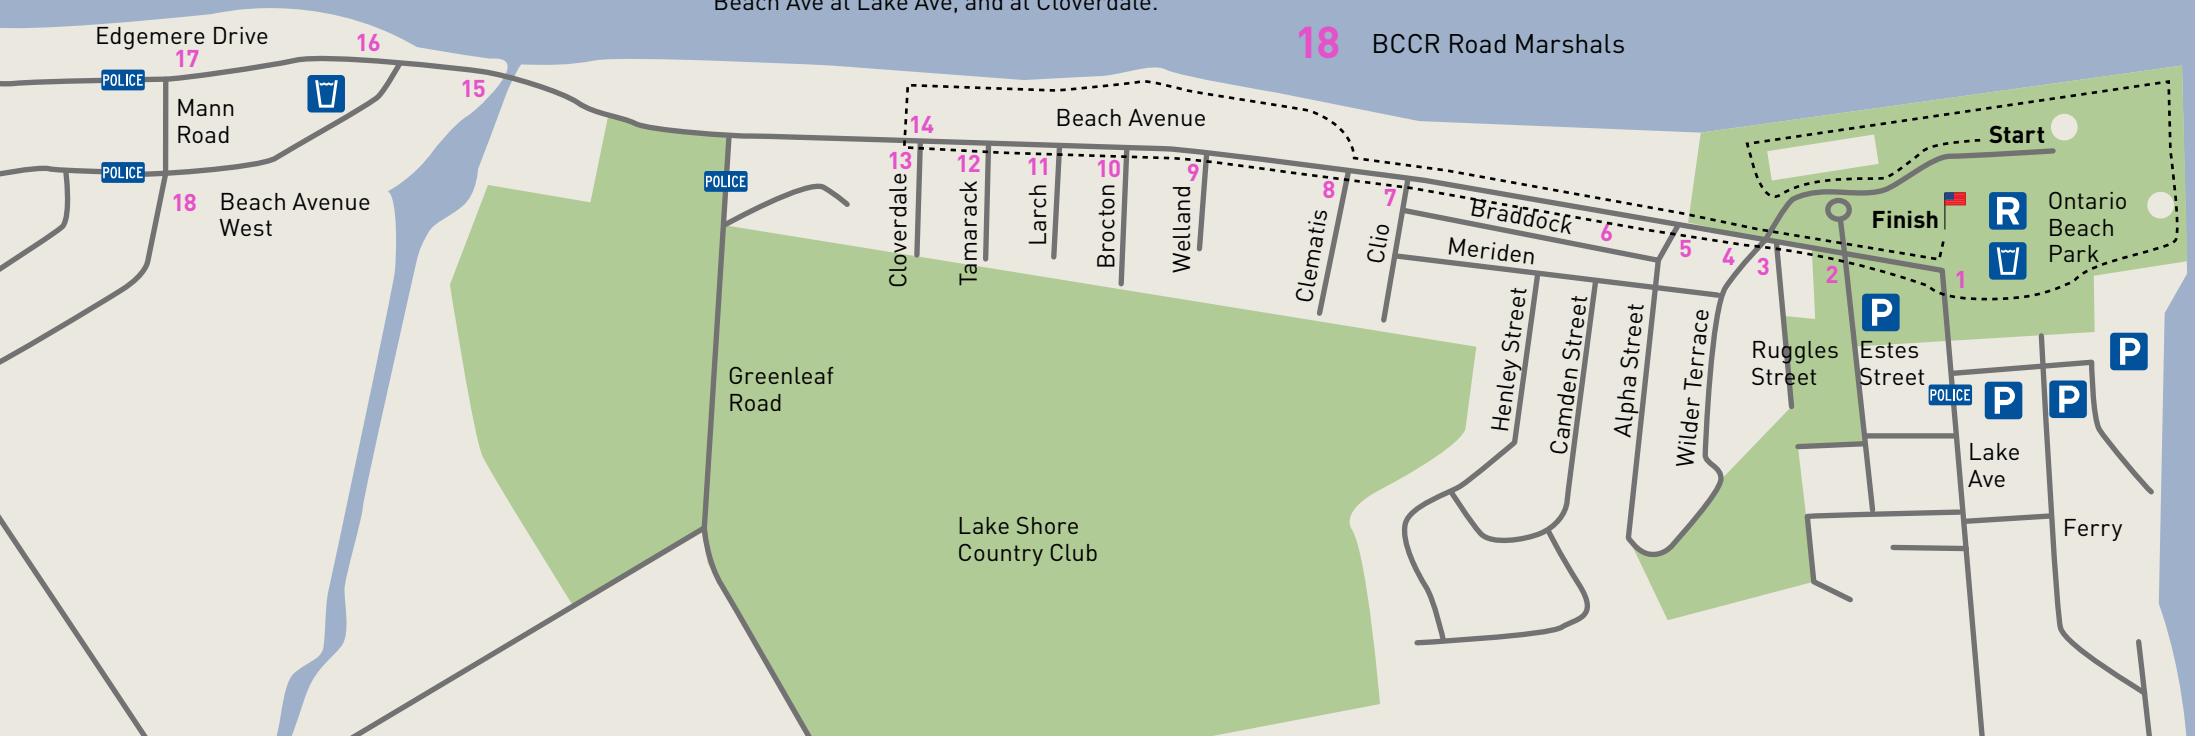 Beach Ave at Lake Ave, and at Cloverdale.
18 BCCR Road Marshals
Edgemere Drive
17
16
POLICE
15
Mann
Road
POLICE
18
Beach Avenue
West
POLICE
14
Beach Avenue
13
12
11
10
9
8
7
6
5
4
3
2
1
Cloverdale
Tamarack
Larch
Brocton
Welland
Clematis
Clio
Braddock
Meriden
Start
Finish
R
Ontario
Beach
Park
P
Henley Street
Camden Street
Alpha Street
Wilder Terrace
Ruggles
Street
Estes
Street
POLICE
P
P
P
Greenleaf
Road
Lake
Ave
Lake Shore
Country Club
Ferry